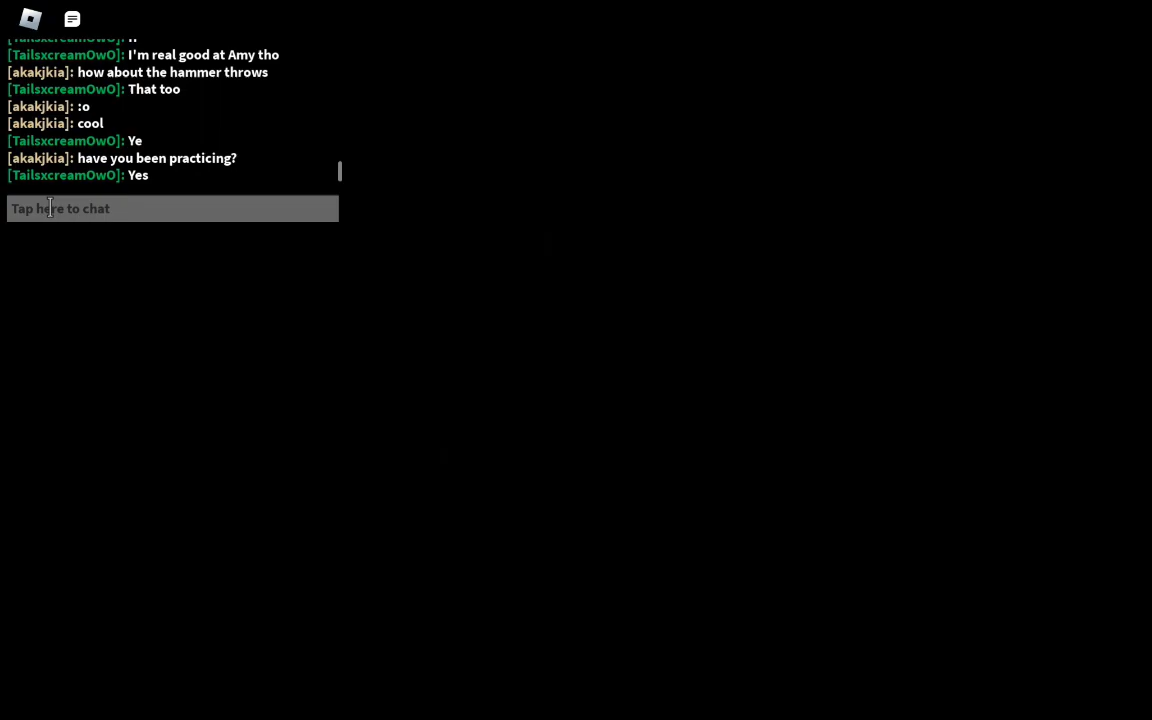 [TailsxcreamOwO]:
[TailsxcreamOwO]: I'm real good at Amy tho
[akakjkia]: how about the hammer throws
[TailsxcreamOwO]: That too
[akakjkia]: :o
[akakjkia]: cool
[TailsxcreamOwO]: Ye
[akakjkia]: have you been practicing?
[TailsxcreamOwO]: Yes
Tap here to chat